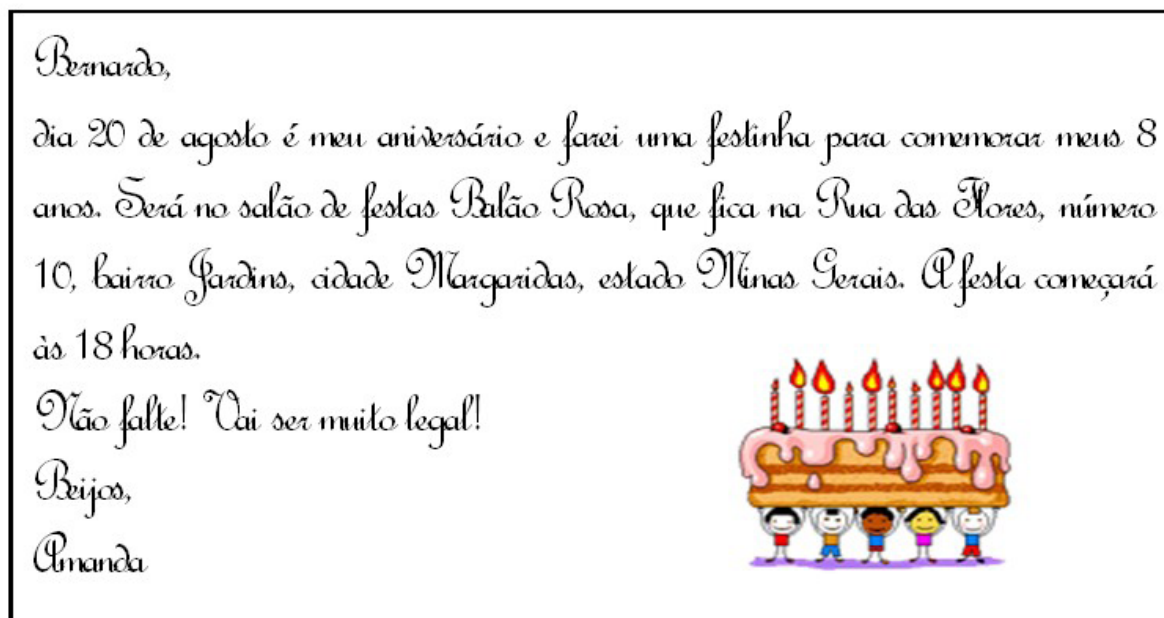 Bernardo,
dia 20 de agosto é meu aniversário e farei uma festinha para comemorar meus 8
anos. Será no salão de festas Balão Rosa, que fica na Rua das Flores, número
10, bairro Jardins, cidade Margaridas, estado Minas Gerais. A festa começará
às 18 horas.
Não falte! Vai ser muito legal!
Beijos,
Amanda